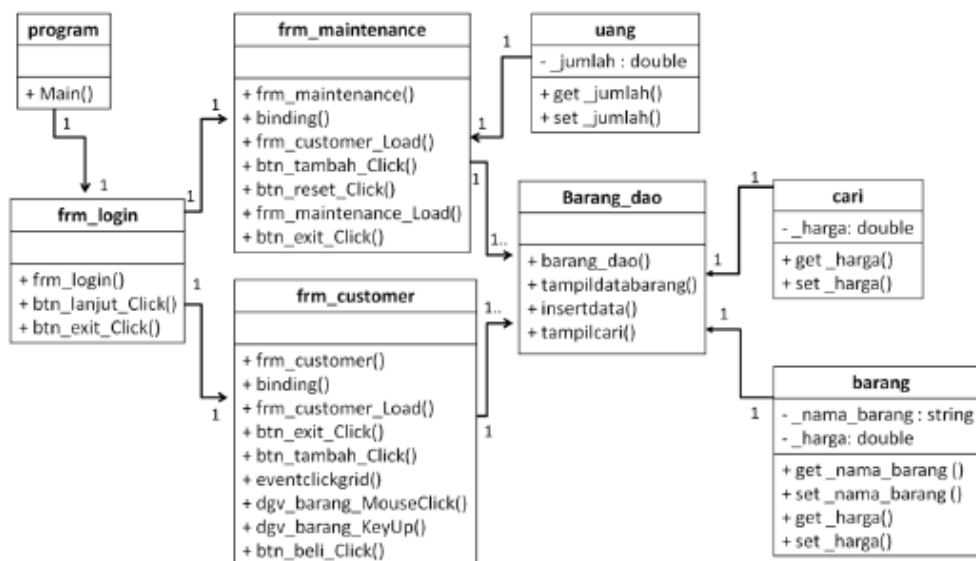 program
+ Main()
1
1
frm_login
+ frm_login()
+ btn_lanjut_Click()
+ btn_exit_Click()
1
1
1
1
frm_maintenance
+ frm_maintenance()
+ binding()
+ frm_customer_Load()
+ btn_tambah_Click()
+ btn_reset_Click()
+ frm_maintenance_Load()
+ btn_exit_Click()
1
1..
frm_customer
+ frm_customer()
+ binding()
+ frm_customer_Load()
+ btn_exit_Click()
+ btn_tambah_Click()
+ eventclickgrid()
+ dgv_barang_MouseClick()
+ dgv_barang_KeyUp()
+ btn_beli_Click()
1
1..
uang
- _jumlah : double
+ get _jumlah()
+ set _jumlah()
1
1
Barang_dao
+ barang_dao()
+ tampildatabarang()
+ insertdata()
+ tampilcari()
cari
- _harga: double
+ get _harga()
+ set _harga()
1
1
barang
- _nama_barang : string
- _harga: double
+ get _nama_barang ()
+ set _nama_barang ()
+ get _harga()
+ set _harga()
1
1